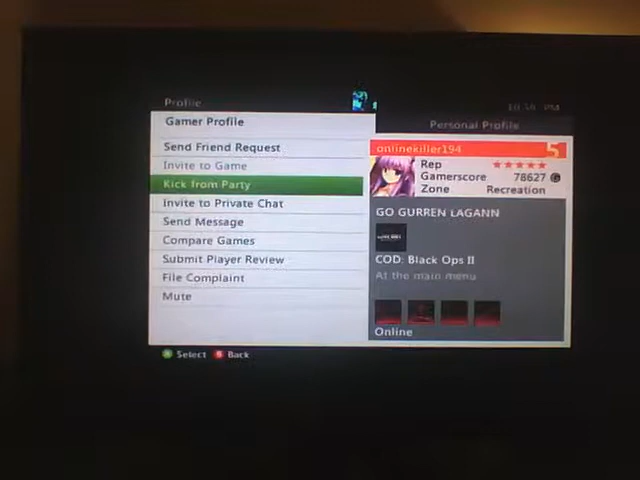 Profile
10:56 PM
Gamer Profile
Send Friend Request
Invite to Game
Kick from Party
Invite to Private Chat
Send Message
Compare Games
Submit Player Review
File Complaint
Mute
Select
Back
Personal Profile
onlinekiller194
5
Rep ★★★★★
Gamerscore 78627 G
Zone Recreation
GO GURREN LAGANN
COD: Black Ops II
At the main menu
Online